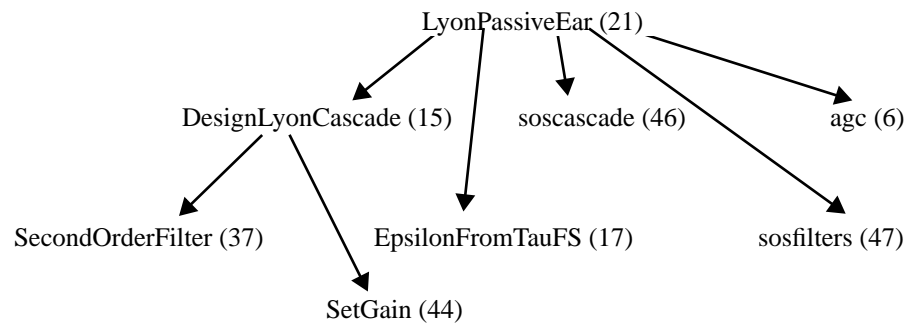 LyonPassiveEar (21)
DesignLyonCascade (15)
soscascade (46)
agc (6)
SecondOrderFilter (37)
EpsilonFromTauFS (17)
sosfilters (47)
SetGain (44)